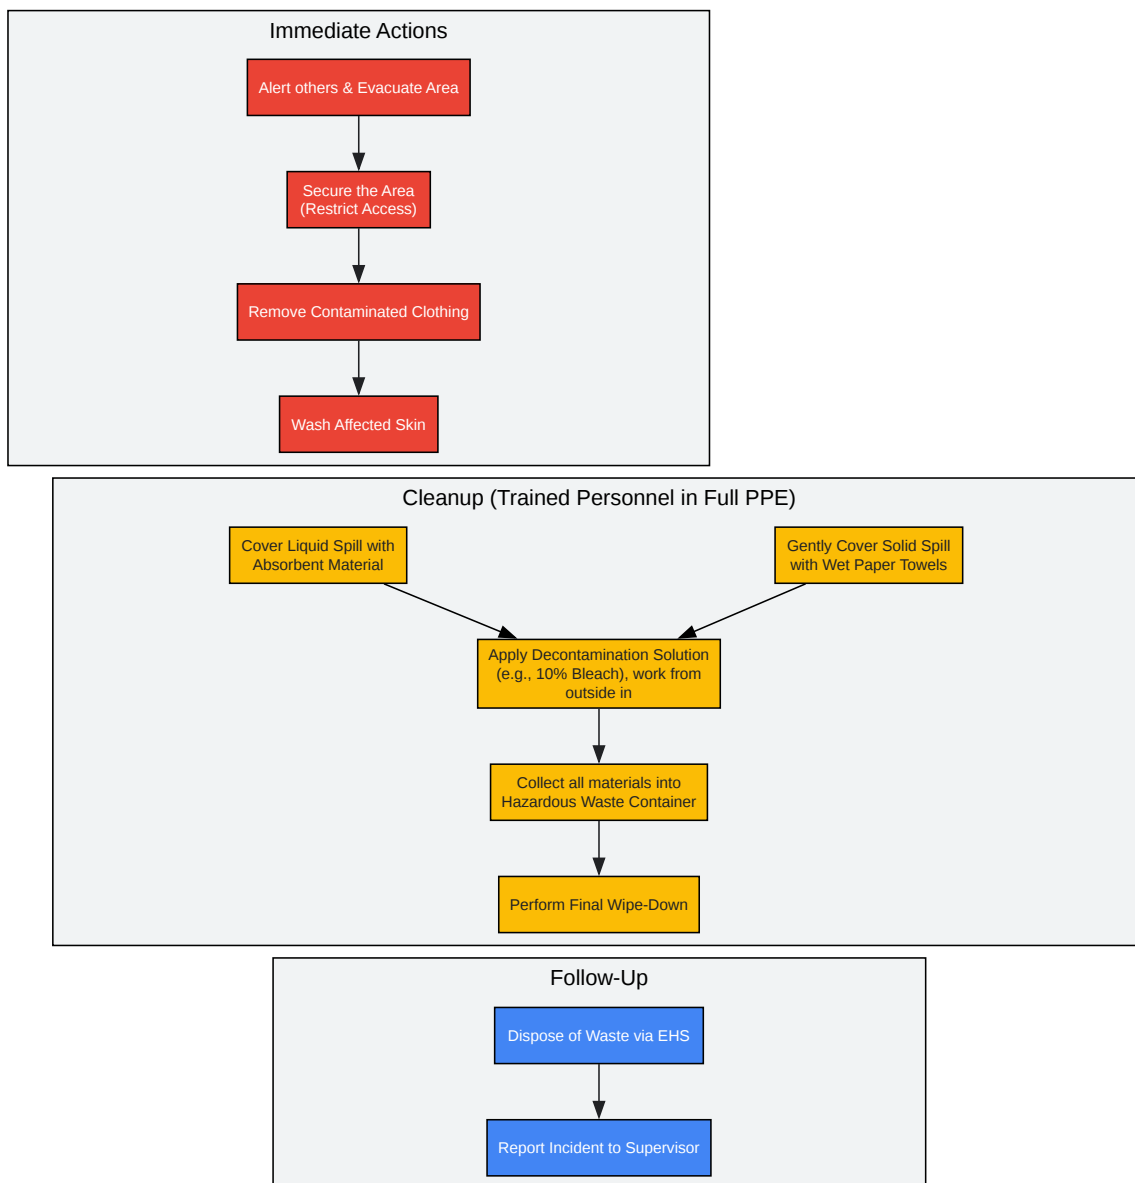 Immediate Actions
Alert others & Evacuate Area
Secure the Area
(Restrict Access)
Remove Contaminated Clothing
Wash Affected Skin
Cleanup (Trained Personnel in Full PPE)
Cover Liquid Spill with
Absorbent Material
Gently Cover Solid Spill
with Wet Paper Towels
Apply Decontamination Solution
(e.g., 10% Bleach), work from
outside in
Collect all materials into
Hazardous Waste Container
Perform Final Wipe-Down
Follow-Up
Dispose of Waste via EHS
Report Incident to Supervisor